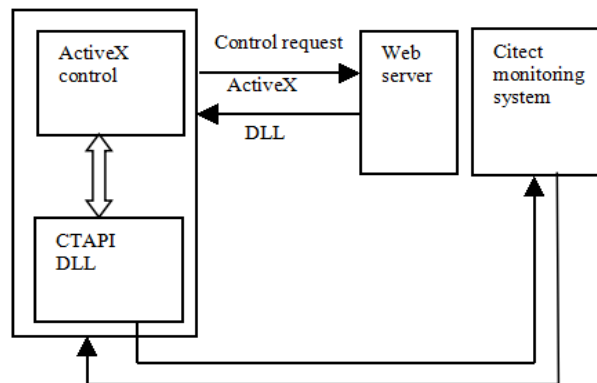 ActiveX
control
Control request
ActiveX
DLL
Web
server
Citect
monitoring
system
CTAPI
DLL